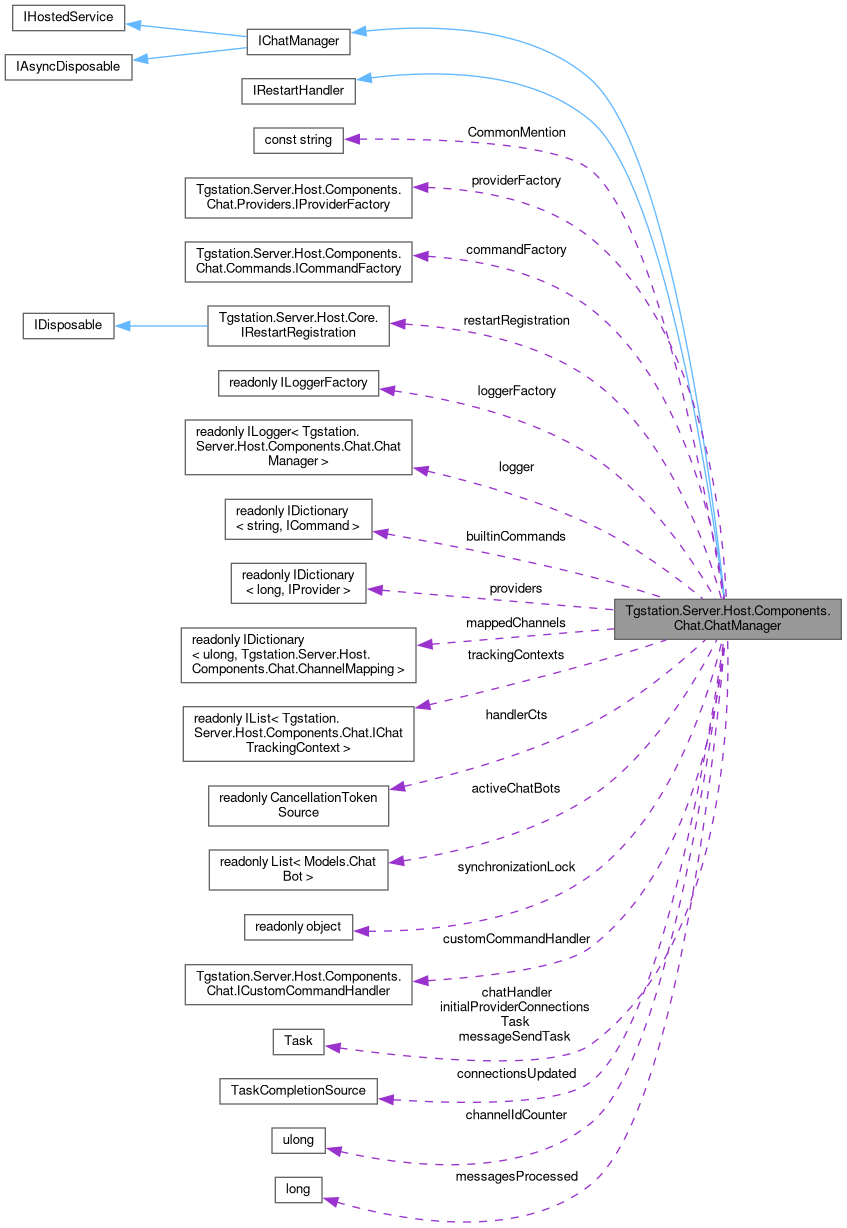 IHostedService
IChatManager
IAsyncDisposable
IRestartHandler
const string
CommonMention
Tgstation.Server.Host.Components.
Chat.Providers.IProviderFactory
providerFactory
Tgstation.Server.Host.Components.
Chat.Commands.ICommandFactory
commandFactory
IDisposable
Tgstation.Server.Host.Core.
IRestartRegistration
restartRegistration
readonly ILoggerFactory
loggerFactory
readonly ILogger< Tgstation.
Server.Host.Components.Chat.Chat
Manager >
logger
readonly IDictionary
< string, ICommand >
builtinCommands
readonly IDictionary
< long, IProvider >
providers
Tgstation.Server.Host.Components.
Chat.ChatManager
readonly IDictionary
< ulong, Tgstation.Server.Host.
Components.Chat.ChannelMapping >
mappedChannels
readonly IList< Tgstation.
Server.Host.Components.Chat.IChat
TrackingContext >
trackingContexts
readonly CancellationToken
Source
handlerCts
readonly List< Models.Chat
Bot >
activeChatBots
readonly object
synchronizationLock
Tgstation.Server.Host.Components.
Chat.ICustomCommandHandler
customCommandHandler
Task
chatHandler
initialProviderConnections
Task
messageSendTask
TaskCompletionSource
connectionsUpdated
ulong
channelIdCounter
long
messagesProcessed